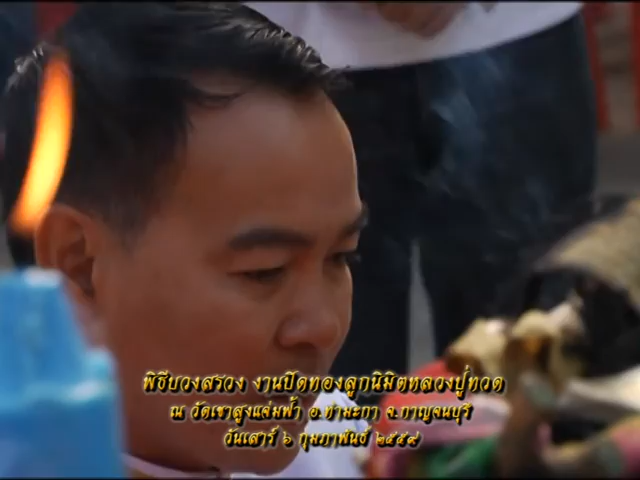 พิธีบวงสรวง งานปิดทองลูกนิมิตหลวงปู่ทวด
ณ วัดเขาสูงแจ่มฟ้า อ.ท่ามะกา จ.กาญจนบุรี
วันเสาร์ ๖ กุมภาพันธ์ ๒๕๕๙